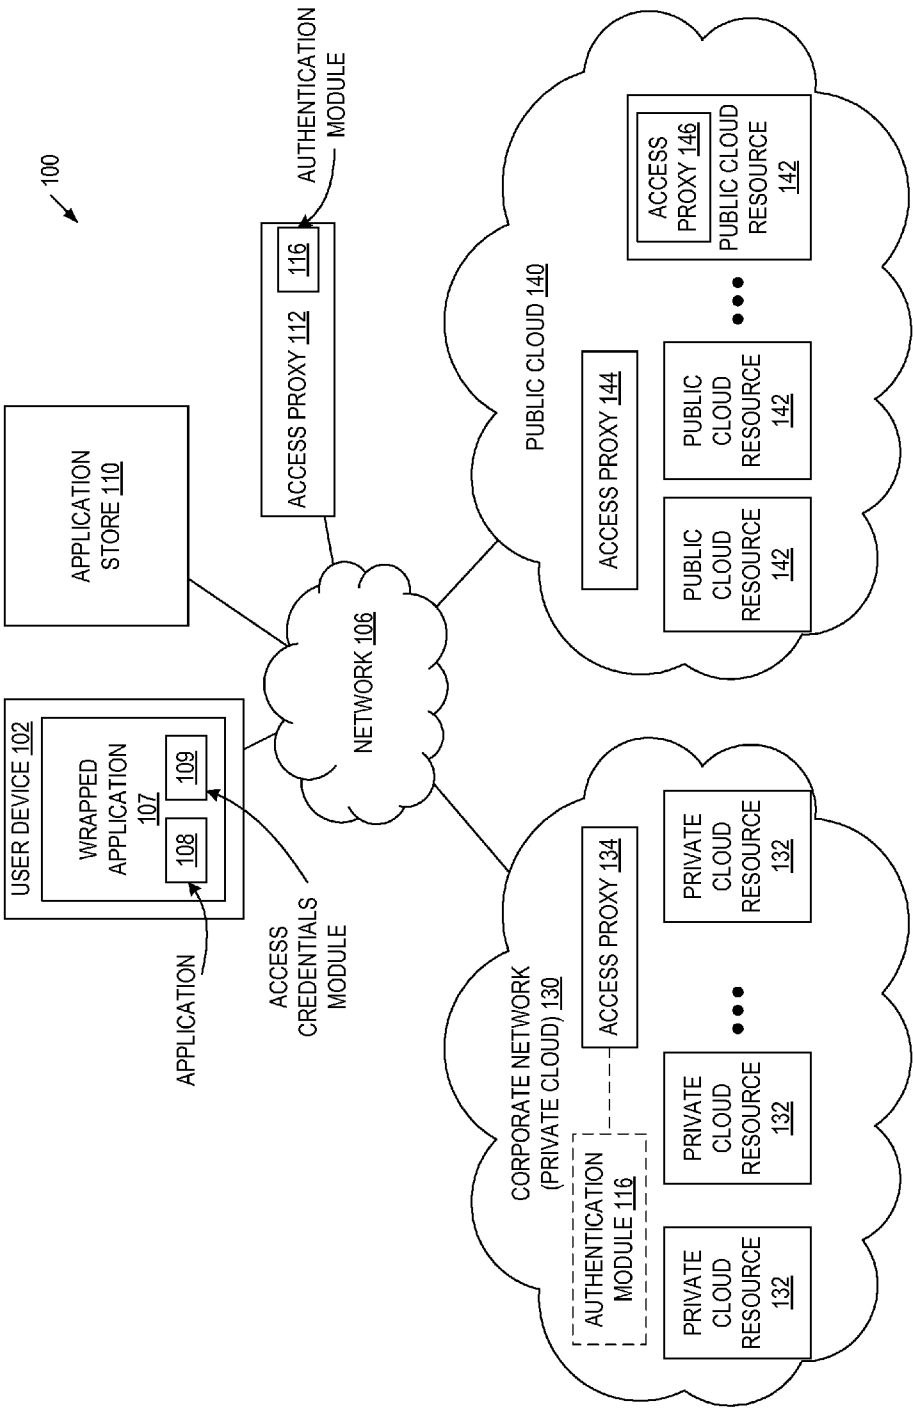 100
USER DEVICE 102
WRAPPED
APPLICATION
107
108
109
APPLICATION
ACCESS
CREDENTIALS
MODULE
APPLICATION
STORE 110
ACCESS PROXY 112
116
AUTHENTICATION
MODULE
NETWORK 106
CORPORATE NETWORK
(PRIVATE CLOUD) 130
AUTHENTICATION
MODULE 116
ACCESS PROXY 134
PRIVATE
CLOUD
RESOURCE
132
PRIVATE
CLOUD
RESOURCE
132
PRIVATE
CLOUD
RESOURCE
132
PUBLIC CLOUD 140
ACCESS PROXY 144
PUBLIC
CLOUD
RESOURCE
142
PUBLIC
CLOUD
RESOURCE
142
ACCESS
PROXY 146
PUBLIC CLOUD
RESOURCE
142